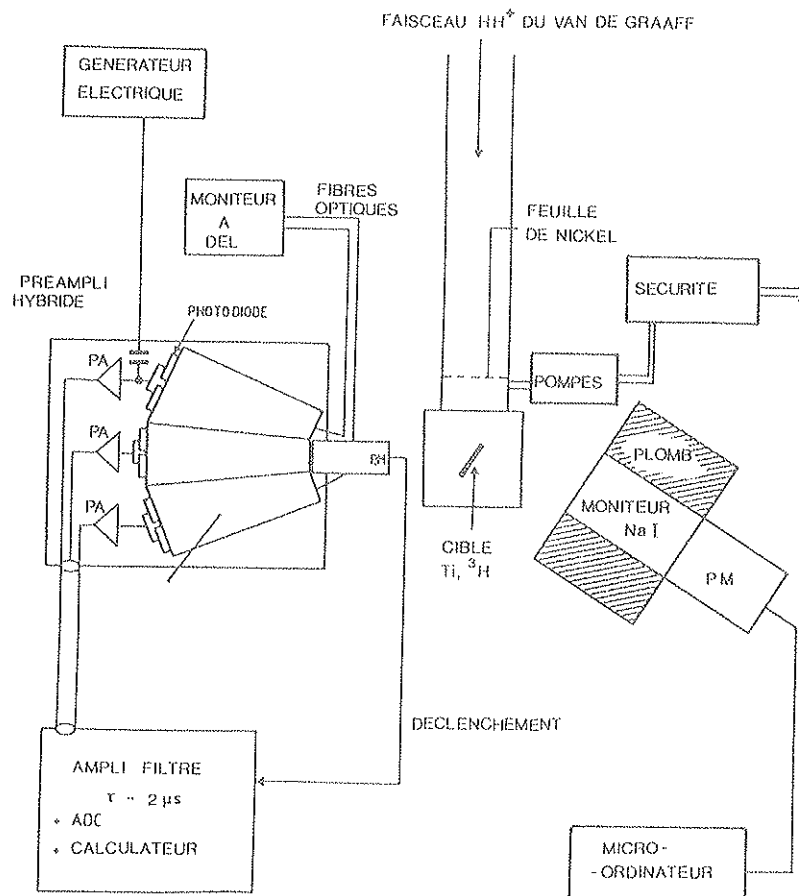 FAISCEAU HH⁺ DU VAN DE GRAAFF
GENERATEUR
ELECTRIQUE
MONITEUR
A
DEL
FIBRES
OPTIQUES
FEUILLE
DE NICKEL
SECURITE
PREAMPLI
HYBRIDE
PHOTODIODE
PA
POMPES
PA
PLOMB
MONITEUR
NaI
PA
CIBLE
Ti, ³H
PM
DECLENCHEMENT
AMPLI FILTRE
τ ~ 2 µs
+ ADC
+ CALCULATEUR
MICRO-
-ORDINATEUR